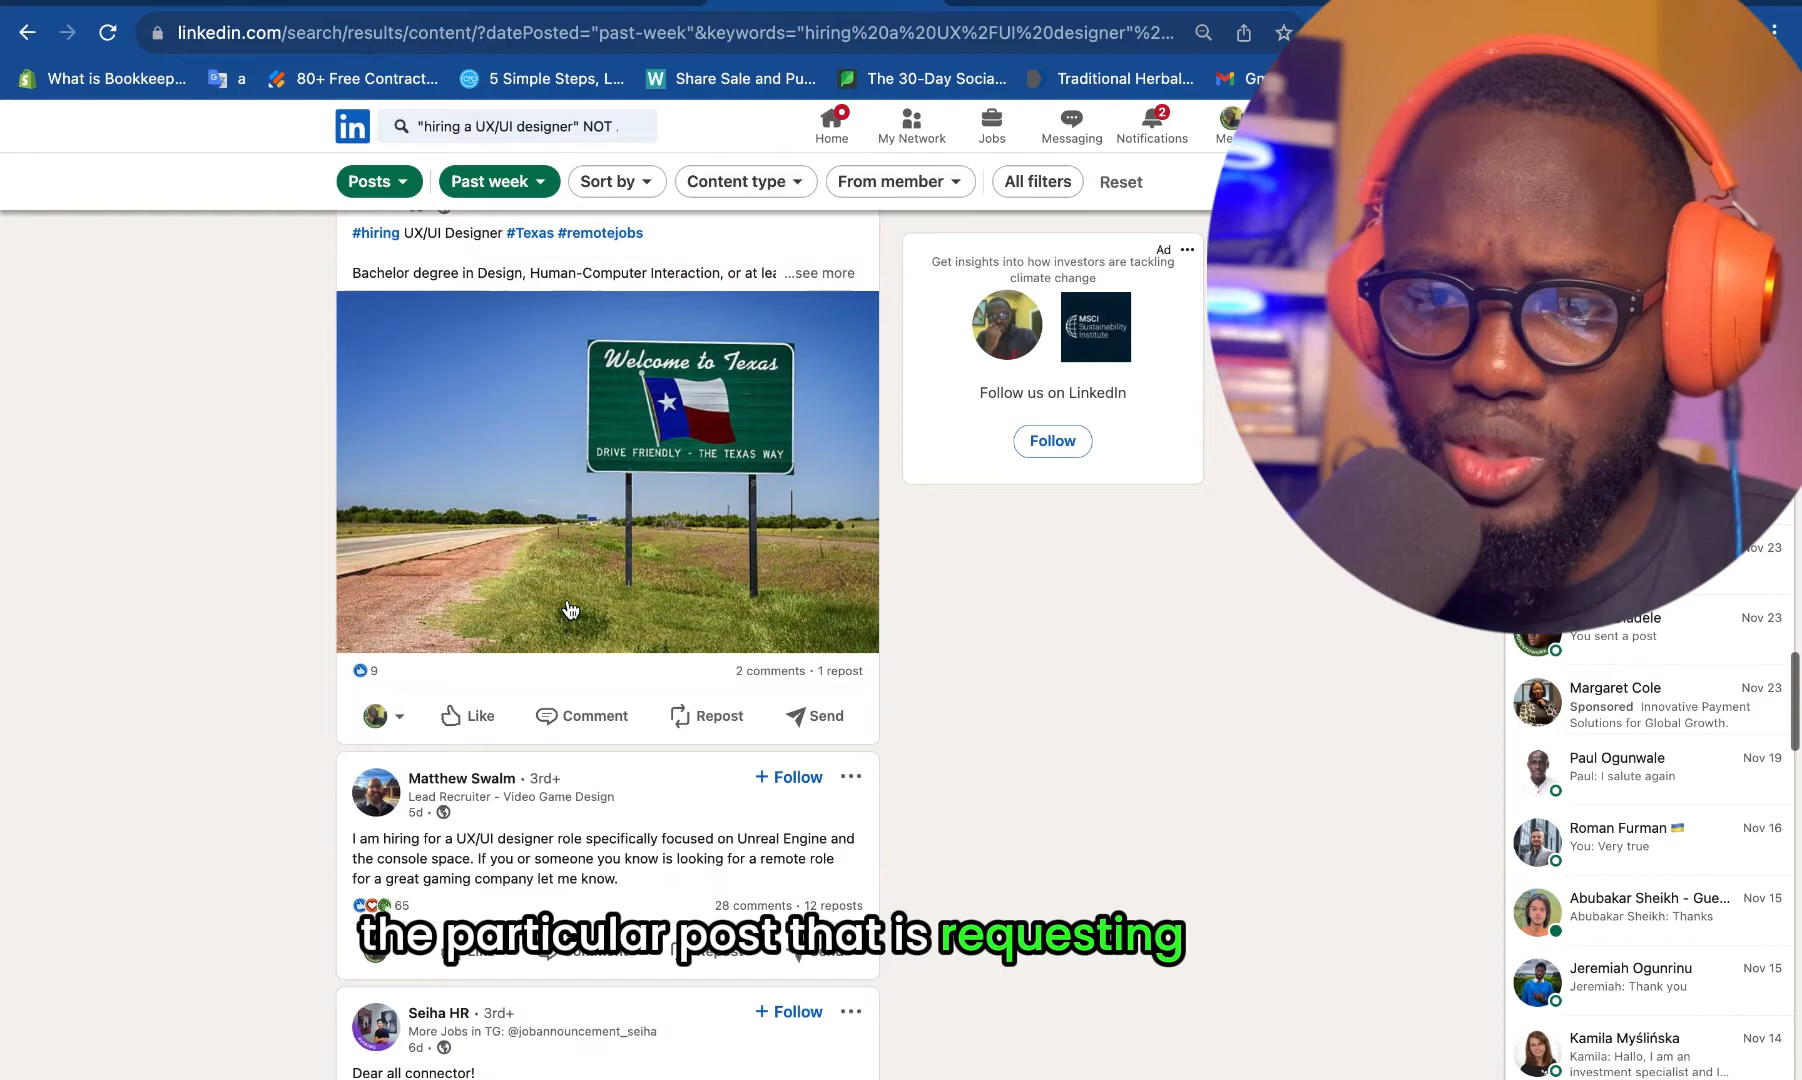 linkedin.com/search/results/content/?datePosted="past-week"&keywords="hiring%20a%20UX%2FUI%20designer"%2...
What is Bookkeep...
a
80+ Free Contract...
5 Simple Steps, L...
Share Sale and Pu...
The 30-Day Socia...
Traditional Herbal...
in
"hiring a UX/UI designer" NOT
Home
My Network
Jobs
Messaging
2
Notifications
Posts
Past week
Sort by
Content type
From member
All filters
Reset
#hiring UX/UI Designer #Texas #remotejobs
Bachelor degree in Design, Human-Computer Interaction, or at lea ...see more
Welcome to Texas
DRIVE FRIENDLY - THE TEXAS WAY
9
2 comments • 1 repost
Like
Comment
Repost
Send
Ad
Get insights into how investors are tackling
climate change
MSCI
Sustainability
Institute
Follow us on LinkedIn
Follow
Matthew Swalm • 3rd+
+ Follow
Lead Recruiter - Video Game Design
5d •
I am hiring for a UX/UI designer role specifically focused on Unreal Engine and
the console space. If you or someone you know is looking for a remote role
for a great gaming company let me know.
65
28 comments • 12 reposts
the particular post that is requesting
Seiha HR • 3rd+
+ Follow
More Jobs in TG: @jobannouncement_seiha
6d •
Dear all connector!
Nov 23
You sent a post
Margaret Cole
Nov 23
Sponsored Innovative Payment
Solutions for Global Growth.
Paul Ogunwale
Nov 19
Paul: I salute again
Roman Furman
Nov 16
You: Very true
Abubakar Sheikh - Gue...
Nov 15
Abubakar Sheikh: Thanks
Jeremiah Ogunrinu
Nov 15
Jeremiah: Thank you
Kamila Myślińska
Nov 14
Kamila: Hallo, I am an
investment specialist and I...